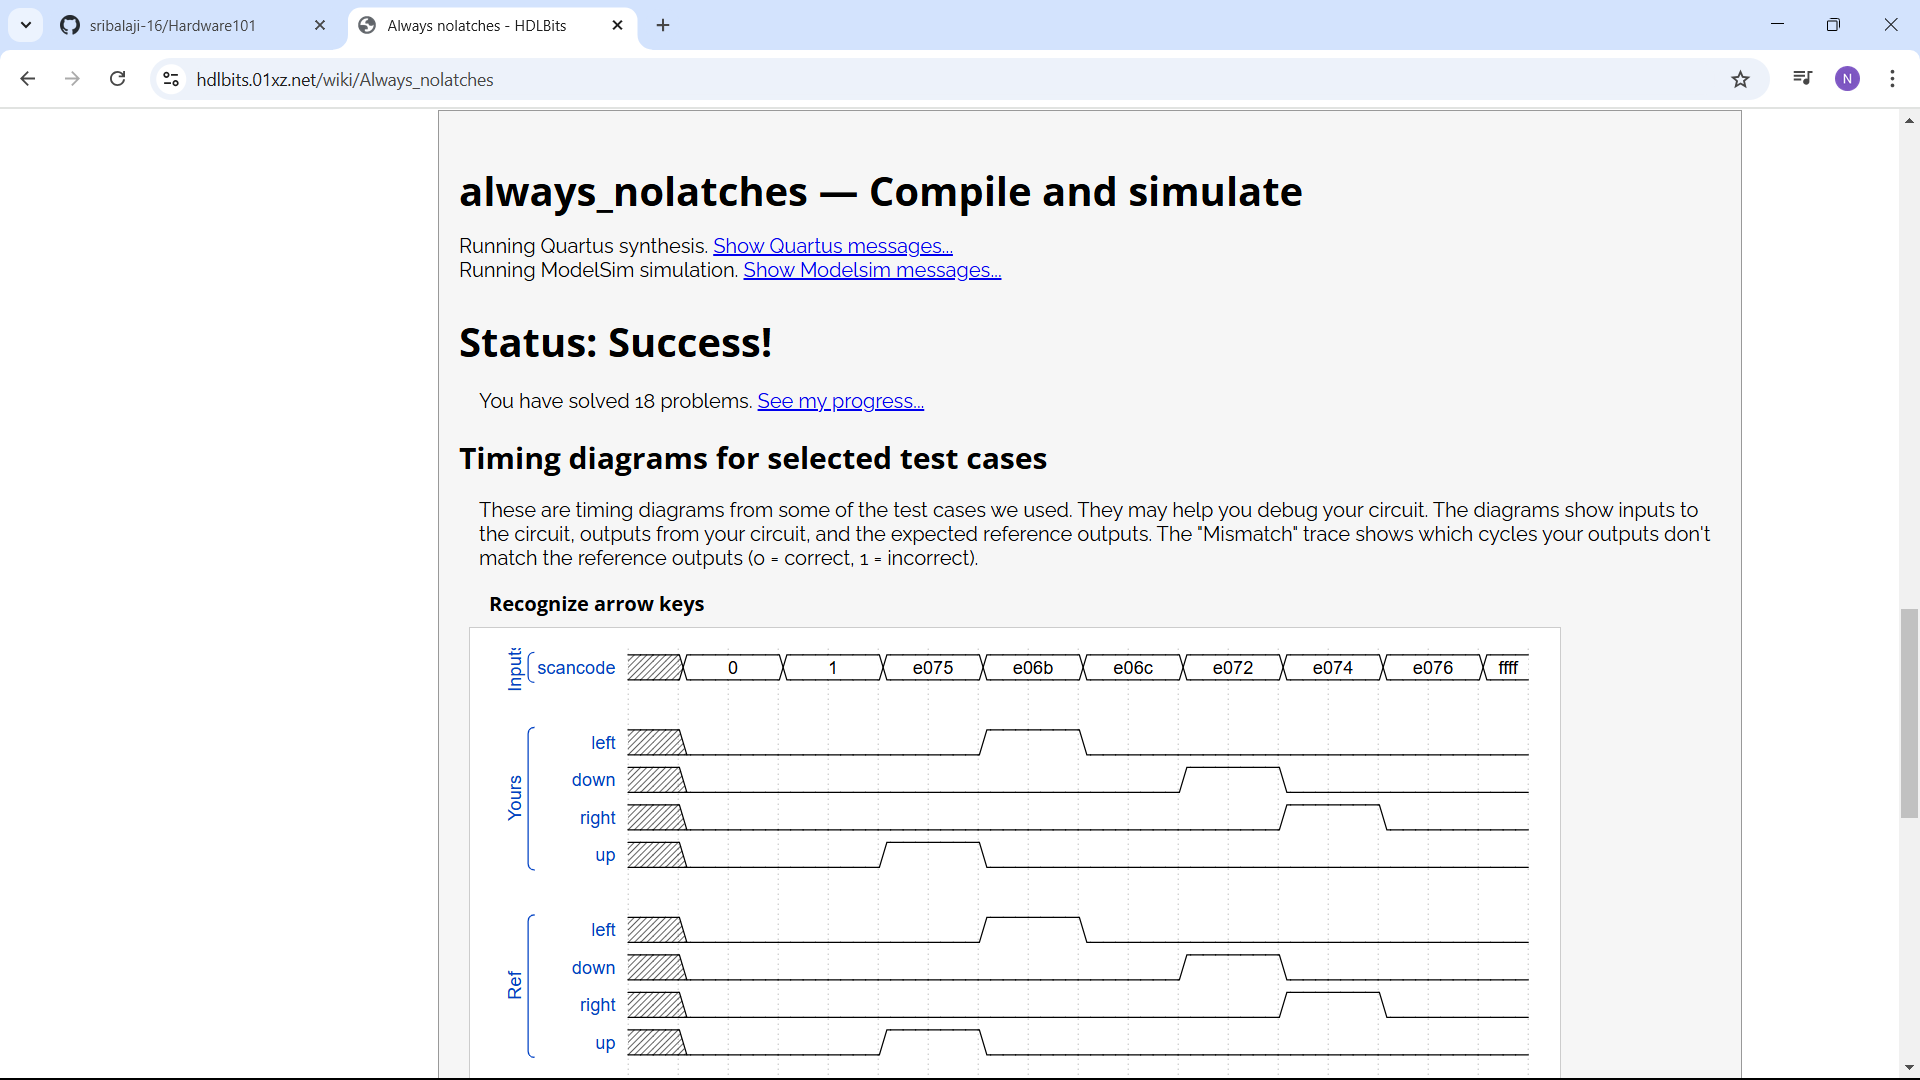 sribalaji-16/Hardware101
Always nolatches - HDLBits
hdlbits.01xz.net/wiki/Always_nolatches
N
always_nolatches — Compile and simulate
Running Quartus synthesis. Show Quartus messages...
Running ModelSim simulation. Show Modelsim messages...
Status: Success!
You have solved 18 problems. See my progress...
Timing diagrams for selected test cases
These are timing diagrams from some of the test cases we used. They may help you debug your circuit. The diagrams show inputs to
the circuit, outputs from your circuit, and the expected reference outputs. The "Mismatch" trace shows which cycles your outputs don't
match the reference outputs (0 = correct, 1 = incorrect).
Recognize arrow keys
Inputs
scancode 0 1 e075 e06b e06c e072 e074 e076 ffff
Yours
left
down
right
up
Ref
left
down
right
up